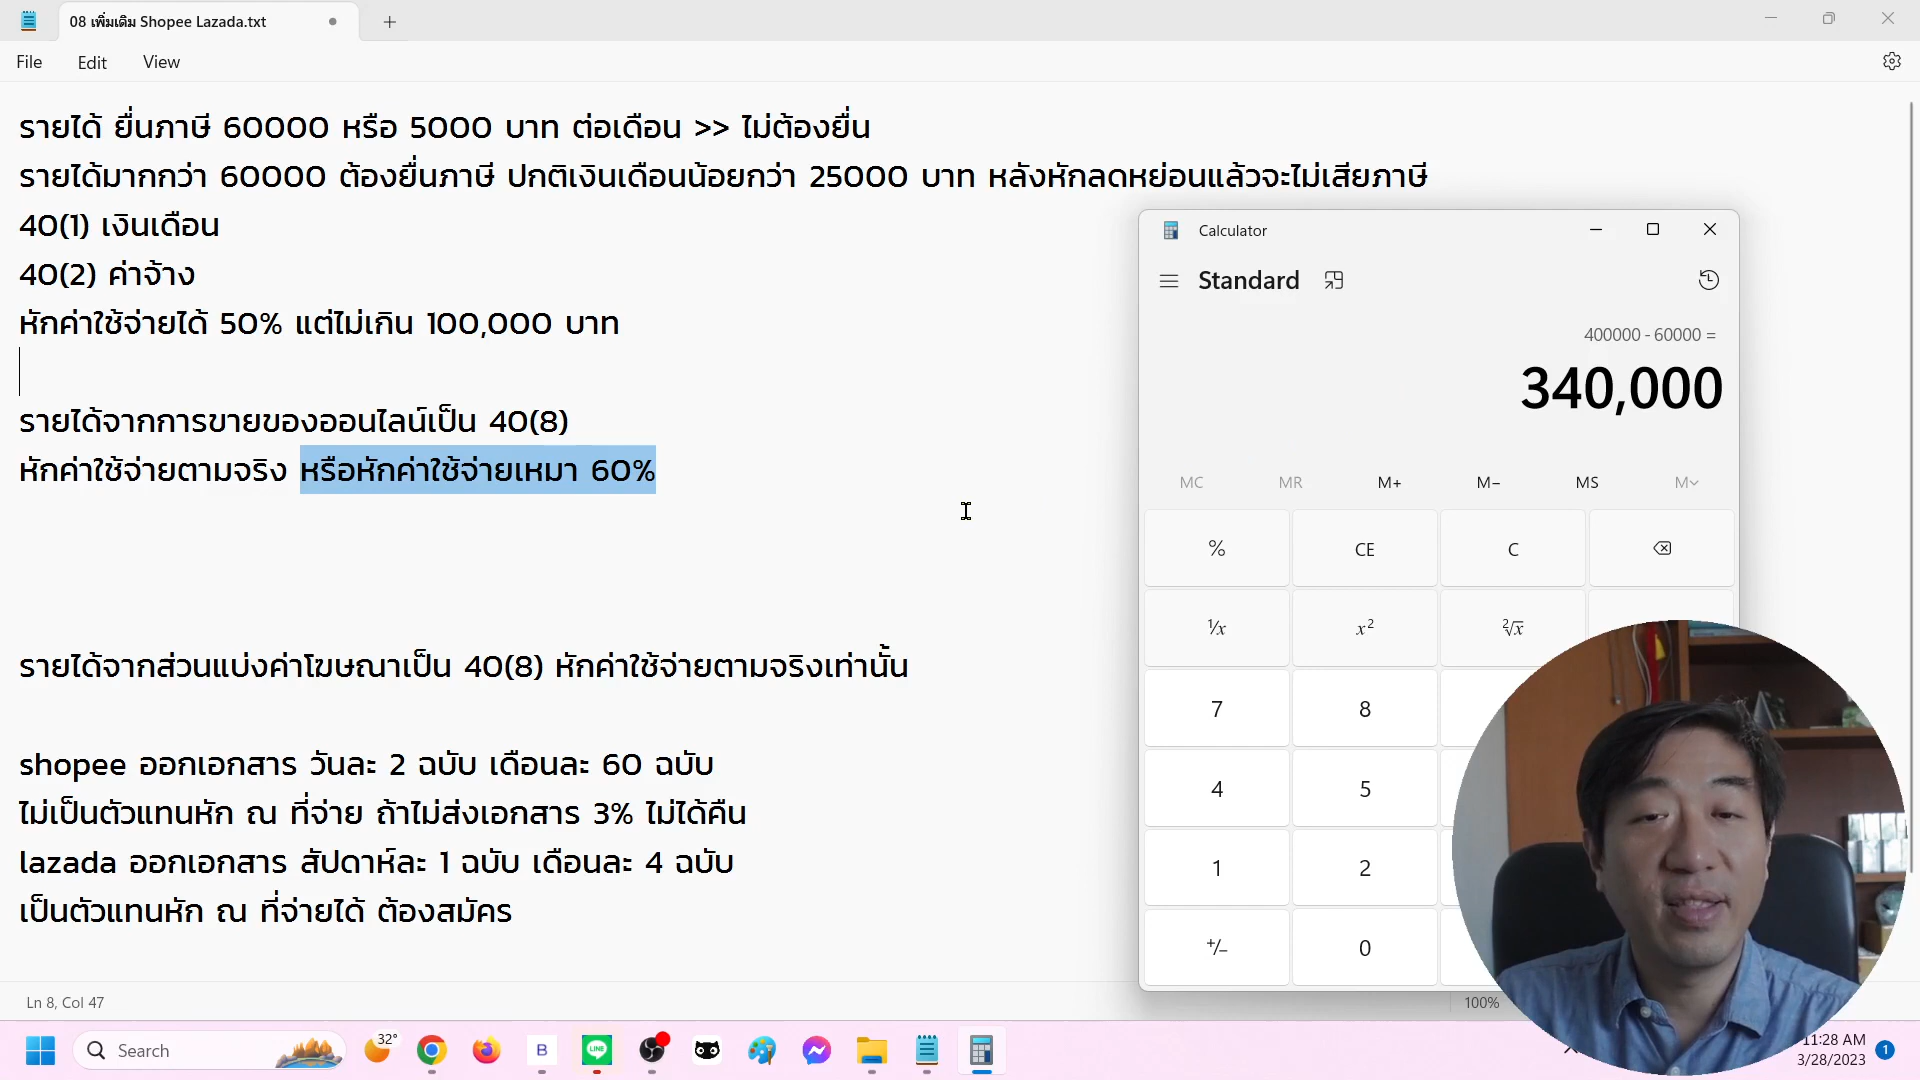 08 เพิ่มเติม Shopee Lazada.txt
File Edit View
รายได้ ยื่นภาษี 60000 หรือ 5000 บาท ต่อเดือน >> ไม่ต้องยื่น
รายได้มากกว่า 60000 ต้องยื่นภาษี ปกติเงินเดือนน้อยกว่า 25000 บาท หลังหักลดหย่อนแล้วจะไม่เสียภาษี
40(1) เงินเดือน
40(2) ค่าจ้าง
หักค่าใช้จ่ายได้ 50% แต่ไม่เกิน 100,000 บาท
รายได้จากการขายของออนไลน์เป็น 40(8)
หักค่าใช้จ่ายตามจริง หรือหักค่าใช้จ่ายเหมา 60%
รายได้จากส่วนแบ่งค่าโฆษณาเป็น 40(8) หักค่าใช้จ่ายตามจริงเท่านั้น
shopee ออกเอกสาร วันละ 2 ฉบับ เดือนละ 60 ฉบับ
ไม่เป็นตัวแทนหัก ณ ที่จ่าย ถ้าไม่ส่งเอกสาร 3% ไม่ได้คืน
lazada ออกเอกสาร สัปดาห์ละ 1 ฉบับ เดือนละ 4 ฉบับ
เป็นตัวแทนหัก ณ ที่จ่ายได้ ต้องสมัคร
Calculator
Standard
400000 - 60000 =
340,000
MC MR M+ M− MS M
% CE C
1/x x² ²√x
7 8
4 5
1 2
+/− 0
Ln 8, Col 47
100%
Search
32°
B
LINE
11:28 AM
3/28/2023
1